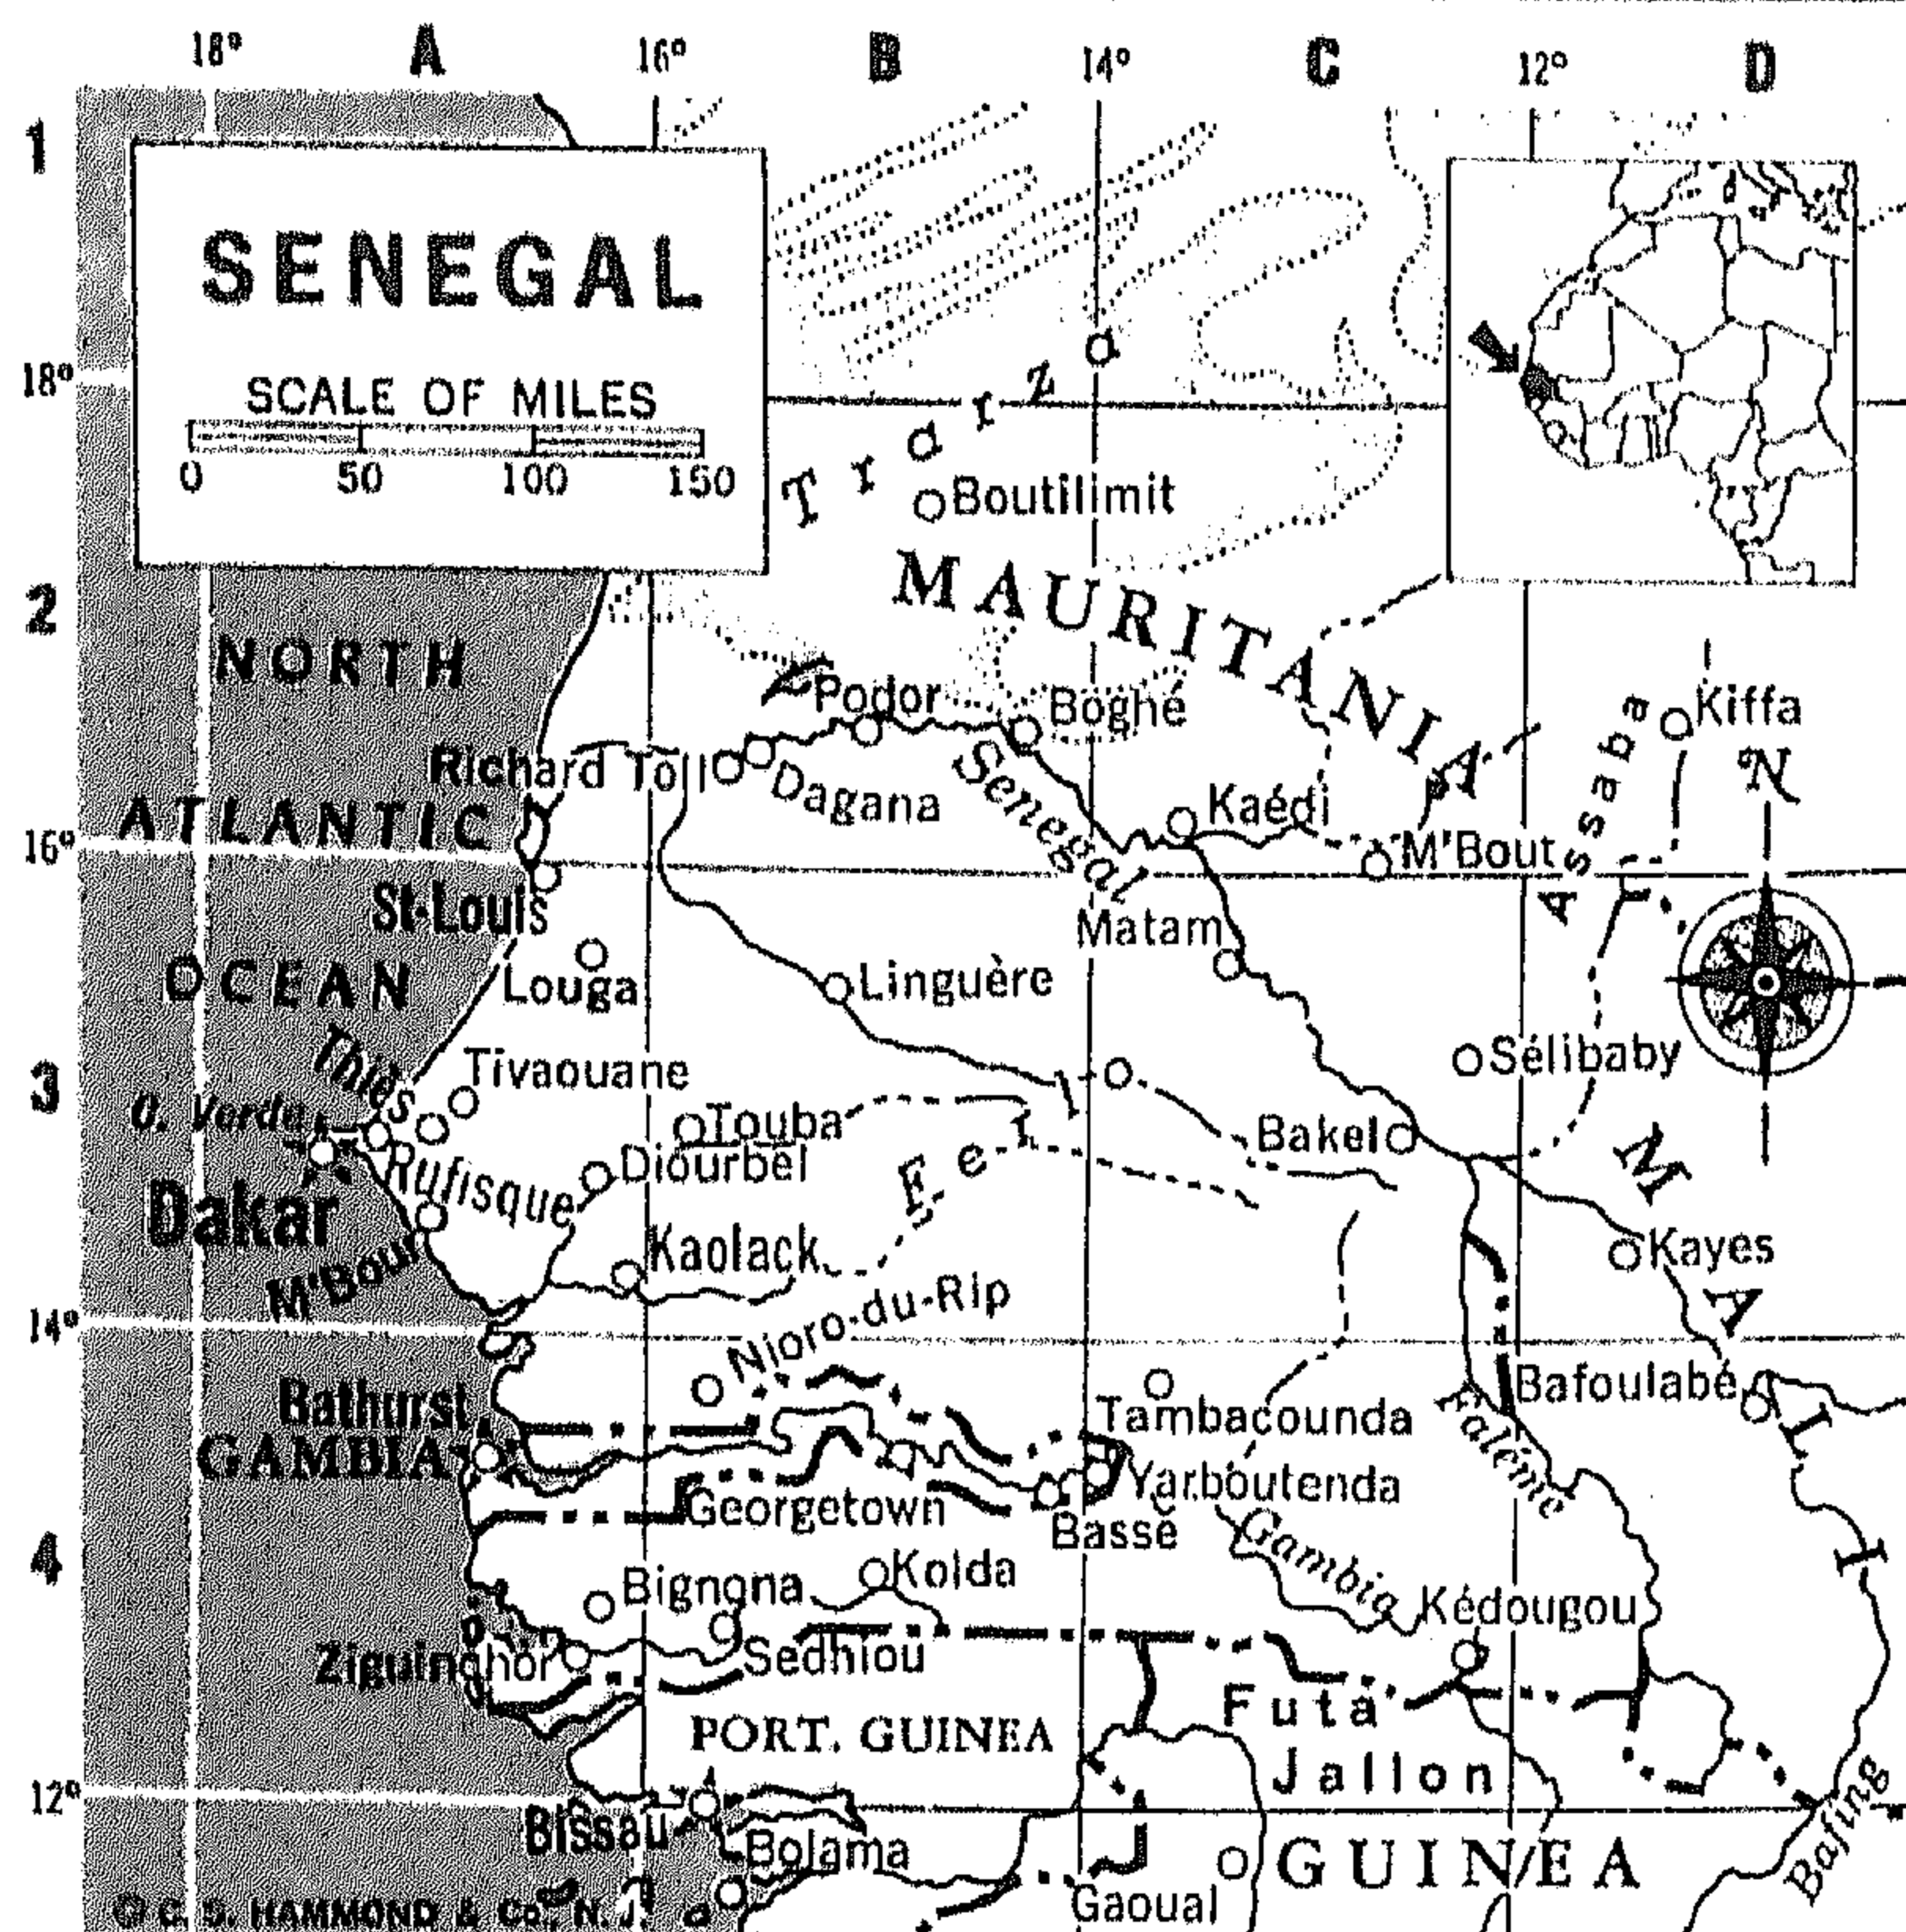 18° A 16° B 14° C 12° D
1
SENEGAL
SCALE OF MILES
0 50 100 150
18°
Trarza
Boutilimit
MAURITANIA
2
NORTH
ATLANTIC
OCEAN
Podor
Boghé
Kiffa
Assaba
N
Richard Toll
Dagana
Senegal
Kaédi
M'Bout
16°
St-Louis
Matam
Louga
Linguère
Sélibaby
3
Thiès
Tivaouane
C. Verde
Touba
Bakel
Diourbel
Rufisque
Ferl
Dakar
MALI
Kaolack
Kayes
M'Bour
Nioro-du-Rip
14°
Bathurst
GAMBIA
Tambacounda
Bafoulabé
Falémé
Yarboutenda
Georgetown
Bassé
Gambia
4
Bignona
Kolda
Kédougou
Ziguinchor
Sedhiou
PORT. GUINEA
Futa
Jallon
12°
Bissau
Bolama
GUINEA
Bafing
Gaoual
© C. S. HAMMOND & Co., N. J.